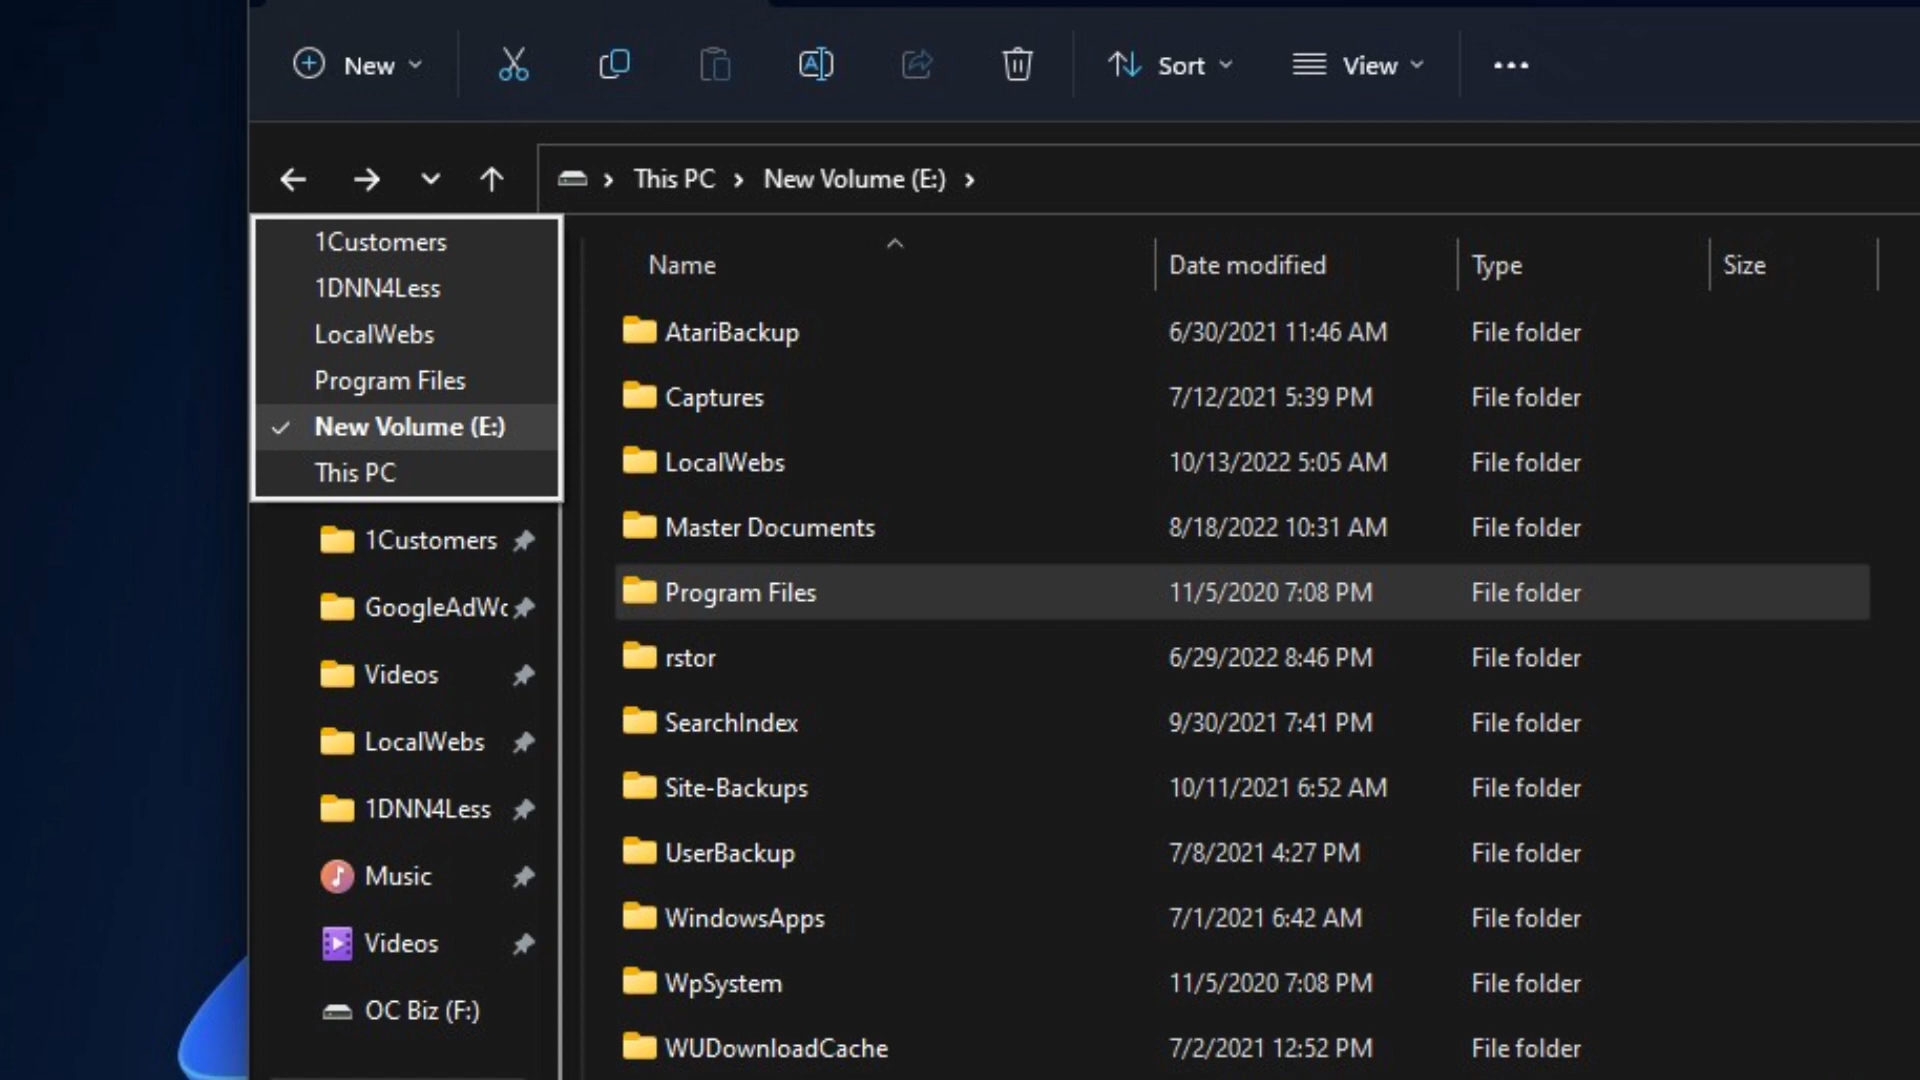 New
Sort
View
This PC > New Volume (E:) >
1Customers
1DNN4Less
LocalWebs
Program Files
New Volume (E:)
This PC
1Customers
GoogleAdWo
Videos
LocalWebs
1DNN4Less
Music
Videos
OC Biz (F:)
Name Date modified Type Size
AtariBackup 6/30/2021 11:46 AM File folder
Captures 7/12/2021 5:39 PM File folder
LocalWebs 10/13/2022 5:05 AM File folder
Master Documents 8/18/2022 10:31 AM File folder
Program Files 11/5/2020 7:08 PM File folder
rstor 6/29/2022 8:46 PM File folder
SearchIndex 9/30/2021 7:41 PM File folder
Site-Backups 10/11/2021 6:52 AM File folder
UserBackup 7/8/2021 4:27 PM File folder
WindowsApps 7/1/2021 6:42 AM File folder
WpSystem 11/5/2020 7:08 PM File folder
WUDownloadCache 7/2/2021 12:52 PM File folder